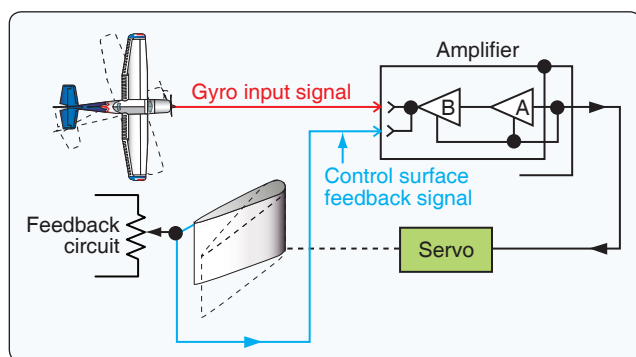 Amplifier
Gyro input signal
B
A
Control surface
feedback signal
Feedback
circuit
Servo